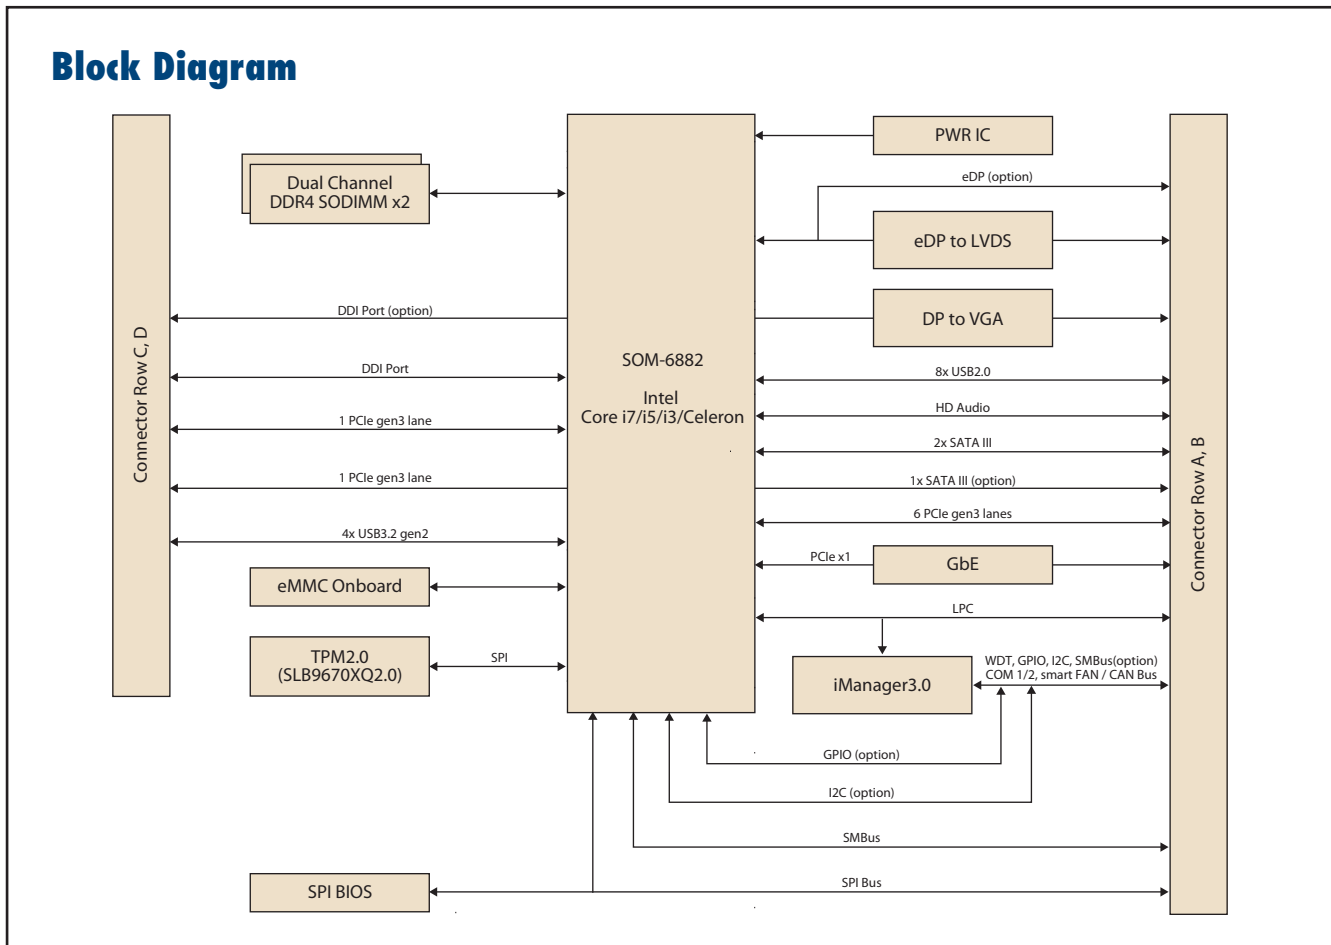 Block Diagram
PWR IC
eDP (option)
Dual Channel
DDR4 SODIMM x2
eDP to LVDS
DDI Port (option)
DP to VGA
Connector Row C, D
SOM-6882
Intel
Core i7/i5/i3/Celeron
DDI Port
8x USB2.0
1 PCIe gen3 lane
HD Audio
2x SATA III
1 PCIe gen3 lane
1x SATA III (option)
Connector Row A, B
4x USB3.2 gen2
6 PCIe gen3 lanes
PCIe x1
GbE
eMMC Onboard
LPC
TPM2.0
(SLB9670XQ2.0)
SPI
iManager3.0
WDT, GPIO, I2C, SMBus(option)
COM 1/2, smart FAN / CAN Bus
GPIO (option)
I2C (option)
SMBus
SPI BIOS
SPI Bus